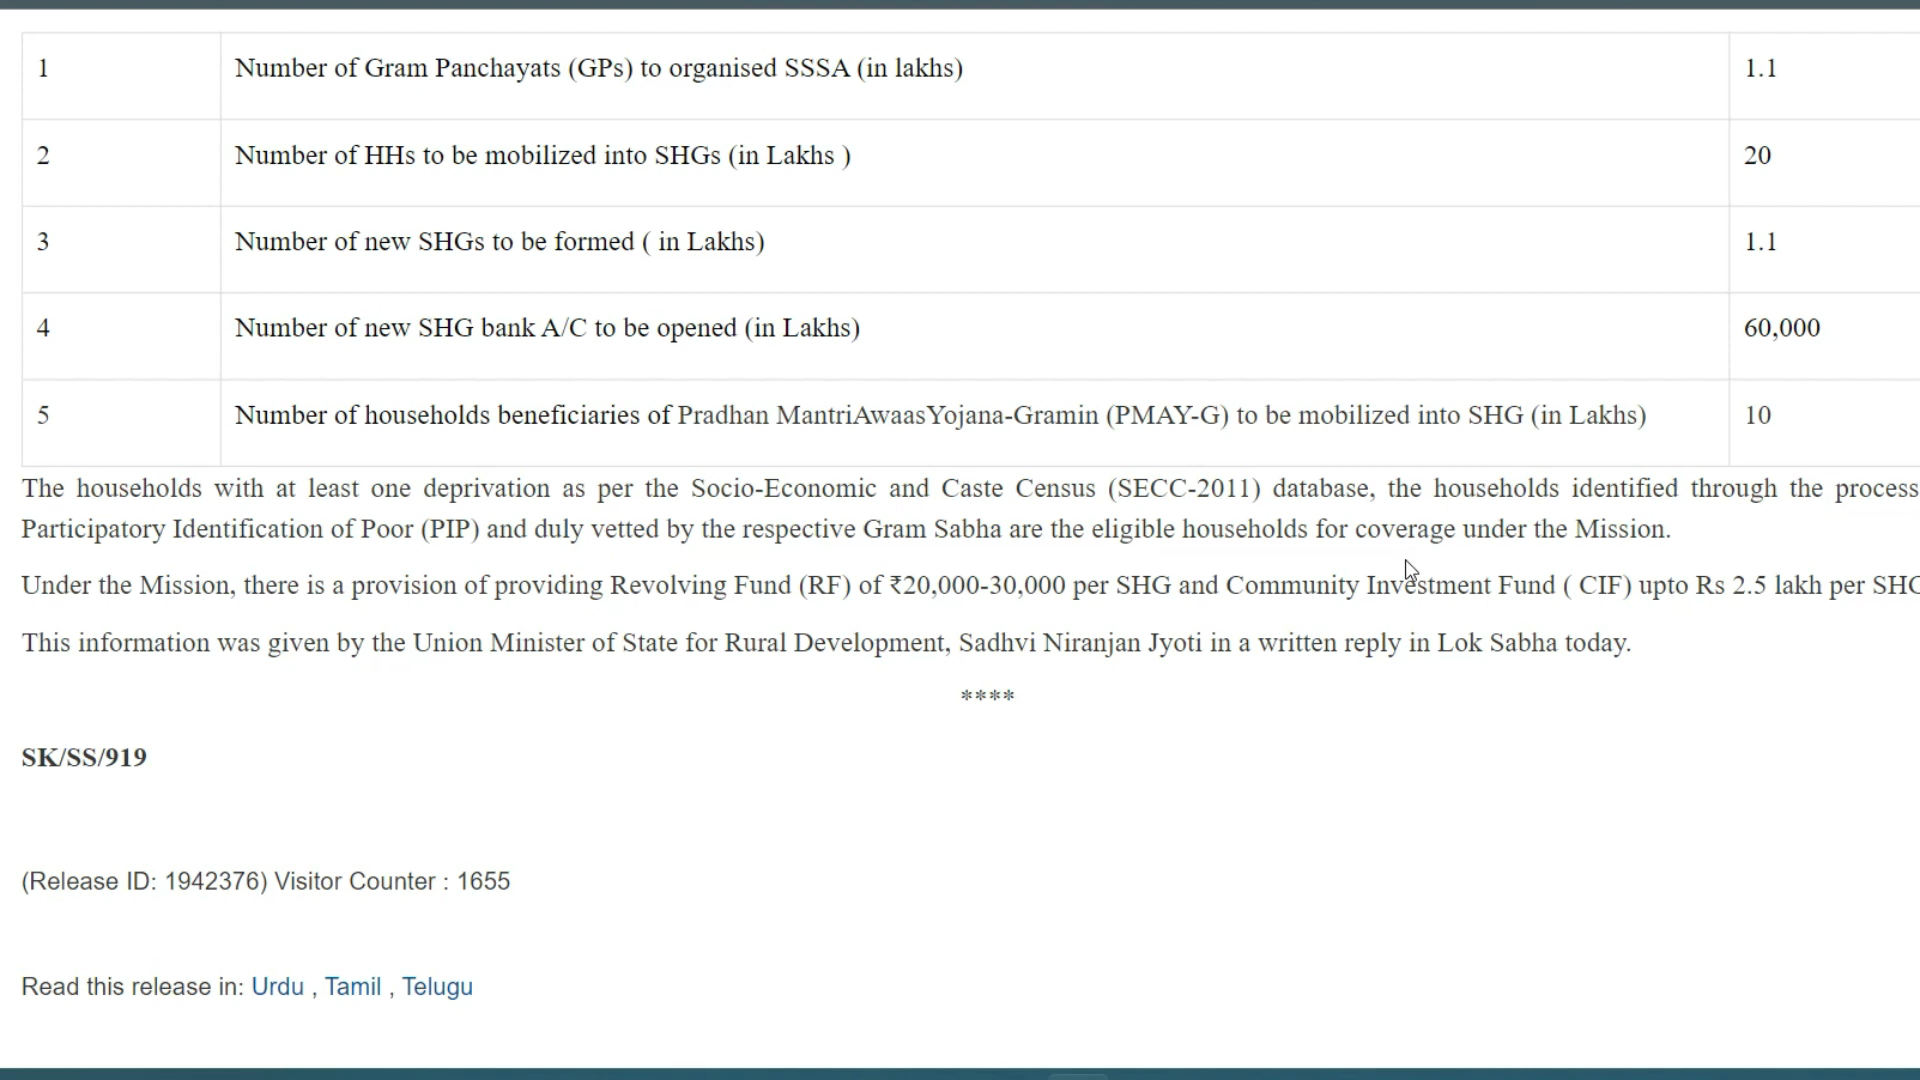 1 Number of Gram Panchayats (GPs) to organised SSSA (in lakhs) 1.1
2 Number of HHs to be mobilized into SHGs (in Lakhs ) 20
3 Number of new SHGs to be formed ( in Lakhs) 1.1
4 Number of new SHG bank A/C to be opened (in Lakhs) 60,000
5 Number of households beneficiaries of Pradhan MantriAwaasYojana-Gramin (PMAY-G) to be mobilized into SHG (in Lakhs) 10
The households with at least one deprivation as per the Socio-Economic and Caste Census (SECC-2011) database, the households identified through the process
Participatory Identification of Poor (PIP) and duly vetted by the respective Gram Sabha are the eligible households for coverage under the Mission.
Under the Mission, there is a provision of providing Revolving Fund (RF) of ₹20,000-30,000 per SHG and Community Investment Fund ( CIF) upto Rs 2.5 lakh per SHG
This information was given by the Union Minister of State for Rural Development, Sadhvi Niranjan Jyoti in a written reply in Lok Sabha today.
****
SK/SS/919
(Release ID: 1942376) Visitor Counter : 1655
Read this release in: Urdu , Tamil , Telugu